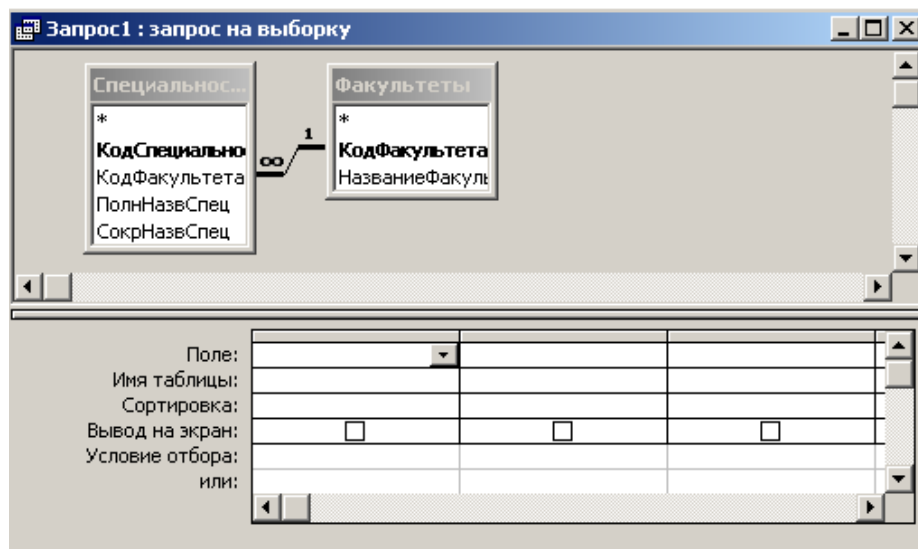 Запрос1 : запрос на выборку
Специальнос...
*
КодСпециально
КодФакультета
ПолнНазвСпец
СокрНазвСпец
∞
1
Факультеты
*
КодФакультета
НазваниеФакуль
Поле:
Имя таблицы:
Сортировка:
Вывод на экран:
Условие отбора:
или: